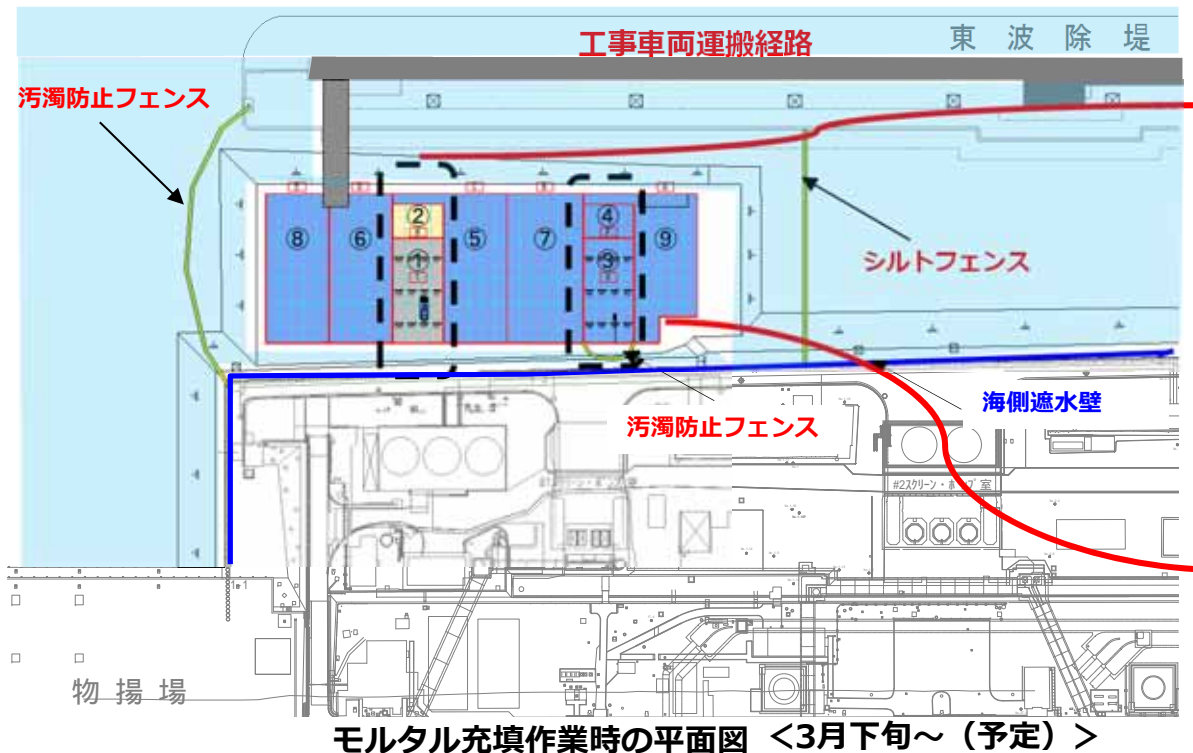 工事車両運搬経路
東波除堤
汚濁防止フェンス
②
④
⑧
⑥
⑤
⑦
⑨
①
③
シルトフェンス
海側遮水壁
汚濁防止フェンス
#2スクリーン・ポンプ室
物揚場
モルタル充填作業時の平面図 <3月下旬～（予定）>